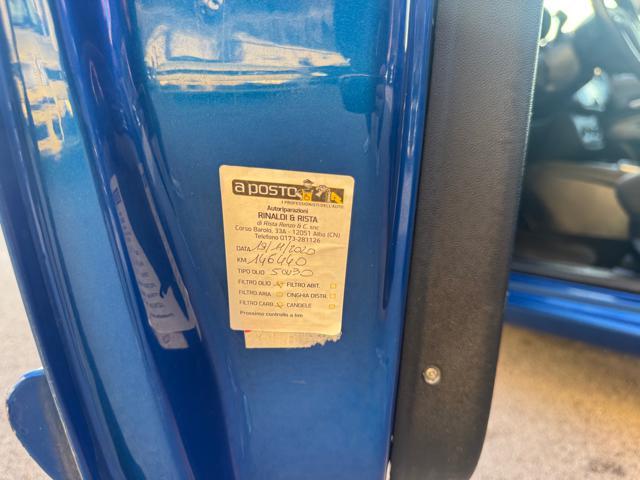 a posto
I PROFESSIONISTI DELL'AUTO
Autoriparazioni
RINALDI & RISTA
di Rista Renzo & C. snc
Corso Barolo, 33A - 12051 Alba (CN)
Telefono 0173-281126
DATA 19/11/2020
KM 146440
TIPO OLIO 5W30
FILTRO OLIO FILTRO ABIT.
FILTRO ARIA CINGHIA DISTR.
FILTRO CARB. CANDELE
Prossimo controllo a km